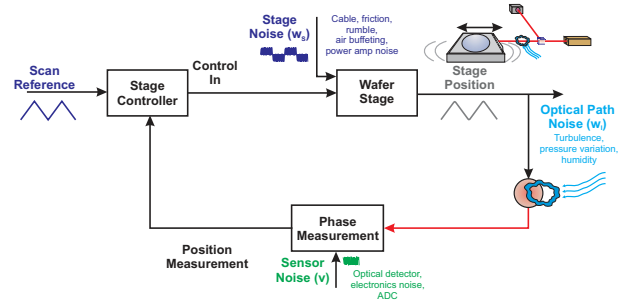 Stage
Noise (wₛ)
Cable, friction,
rumble,
air buffeting,
power amp noise
Scan
Reference
Stage
Controller
Control
In
Wafer
Stage
Stage
Position
Optical Path
Noise (wₗ)
Turbulence,
pressure variation,
humidity
Phase
Measurement
Position
Measurement
Sensor
Noise (v)
Optical detector,
electronics noise,
ADC